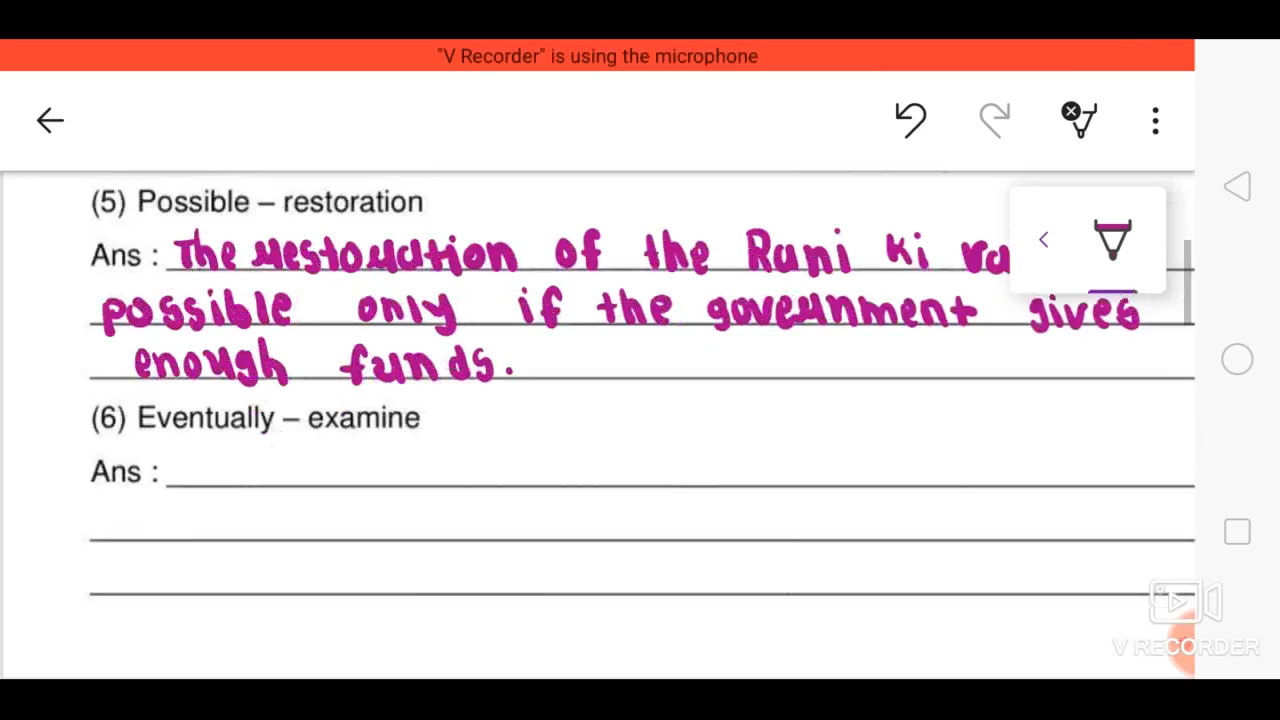 "V Recorder" is using the microphone
(5) Possible – restoration
Ans : The restoration of the Rani ki
possible only if the government gives
enough funds.
(6) Eventually – examine
Ans :
V RECORDER